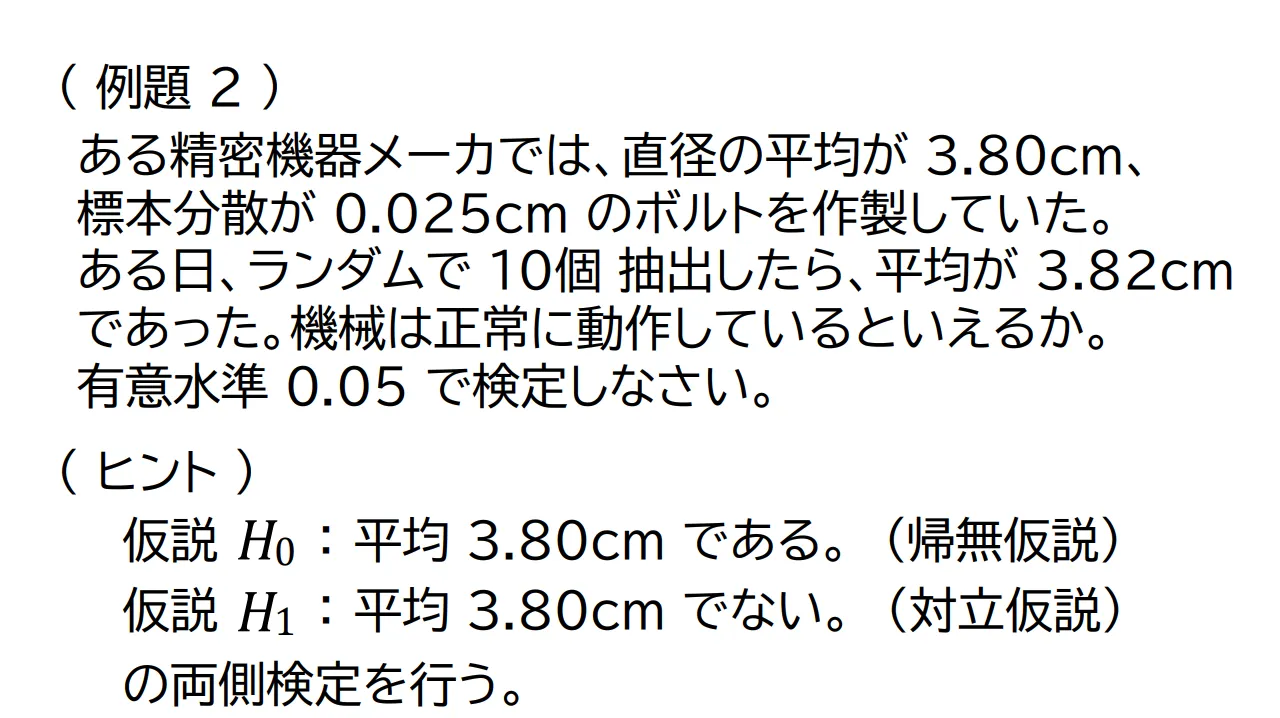 ( 例題 2 )
ある精密機器メーカでは、直径の平均が 3.80cm、
標本分散が 0.025cm のボルトを作製していた。
ある日、ランダムで 10個 抽出したら、平均が 3.82cm
であった。機械は正常に動作しているといえるか。
有意水準 0.05 で検定しなさい。
( ヒント )
仮説 H₀ : 平均 3.80cm である。(帰無仮説)
仮説 H₁ : 平均 3.80cm でない。(対立仮説)
の両側検定を行う。